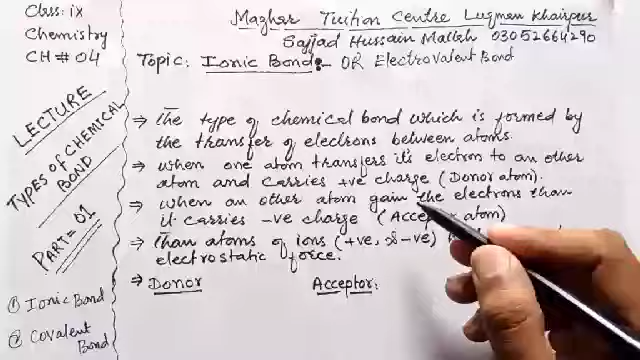 Class: ix
Chemistry
CH # 04
Mazhar Tuition Centre Luqman Khairpur
Sajjad Hussain Mallah 03052664290
Topic: Ionic Bond:- OR Electrovalent Bond
LECTURE
TYPES OF CHEMICAL
BOND
PART = 01
① Ionic Bond
② Covalent
Bond
⇒ The type of chemical bond which is formed by
the transfer of electrons between atoms.
⇒ when one atom transfers it's electron to an other
atom and carries +ve charge (Donor atom).
⇒ when an other atom gain the electrons than
it carries -ve charge (Acceptor atom)
⇒ Than atoms of ions (+ve, & -ve)
electrostatic force.
⇒ Donor Acceptor: